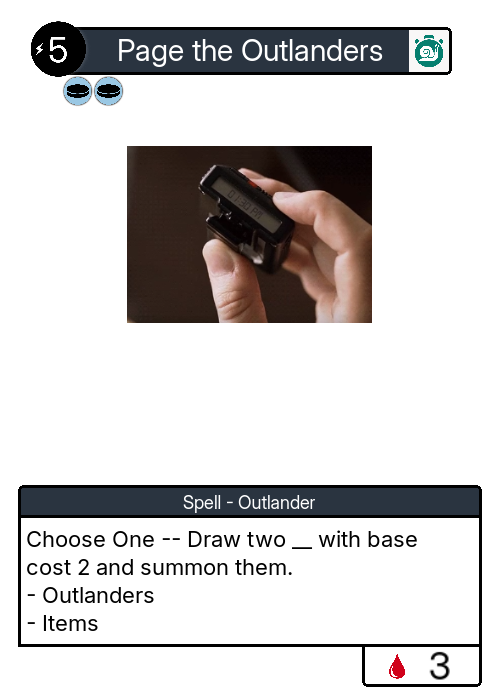 5
Page the Outlanders
Spell - Outlander
Choose One -- Draw two __ with base
cost 2 and summon them.
- Outlanders
- Items
3